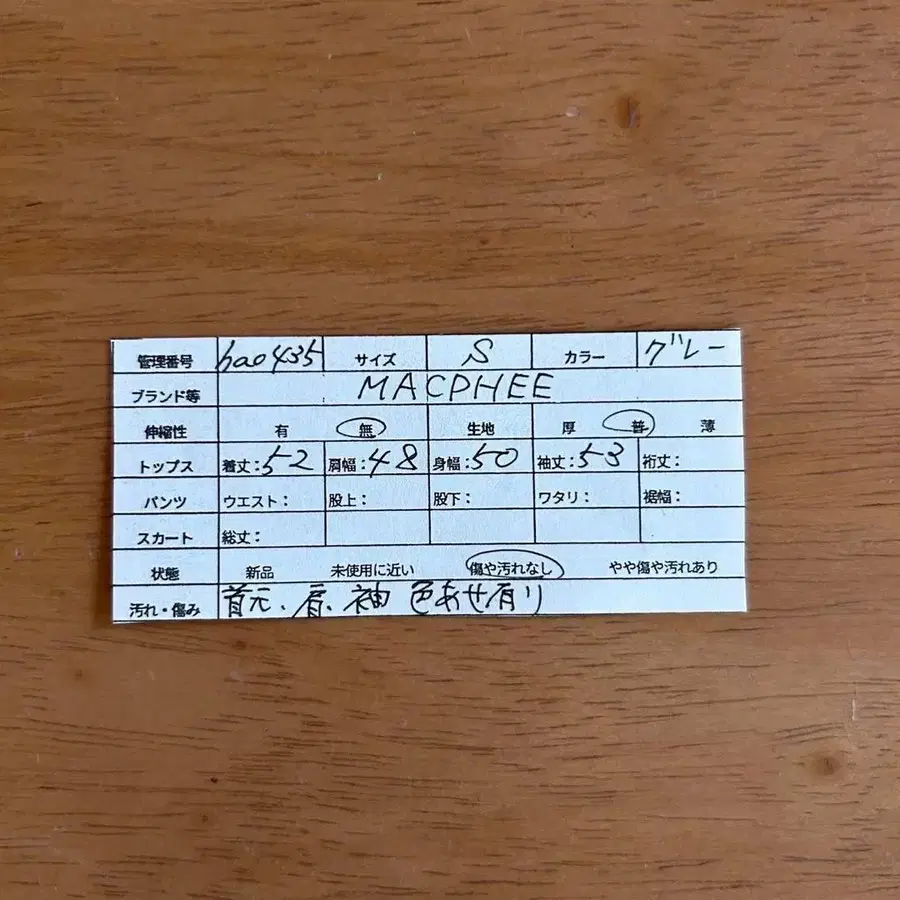 管理番号 hao435 サイズ S カラー グレー
ブランド等 MACPHEE
伸縮性 有 無 生地 厚 普 薄
トップス 着丈:52 肩幅:48 身幅:50 袖丈:53 裄丈:
パンツ ウエスト: 股上: 股下: ワタリ: 裾幅:
スカート 総丈:
状態 新品 未使用に近い 傷や汚れなし やや傷や汚れあり
汚れ・傷み 首元、肩、袖 色あせ有り